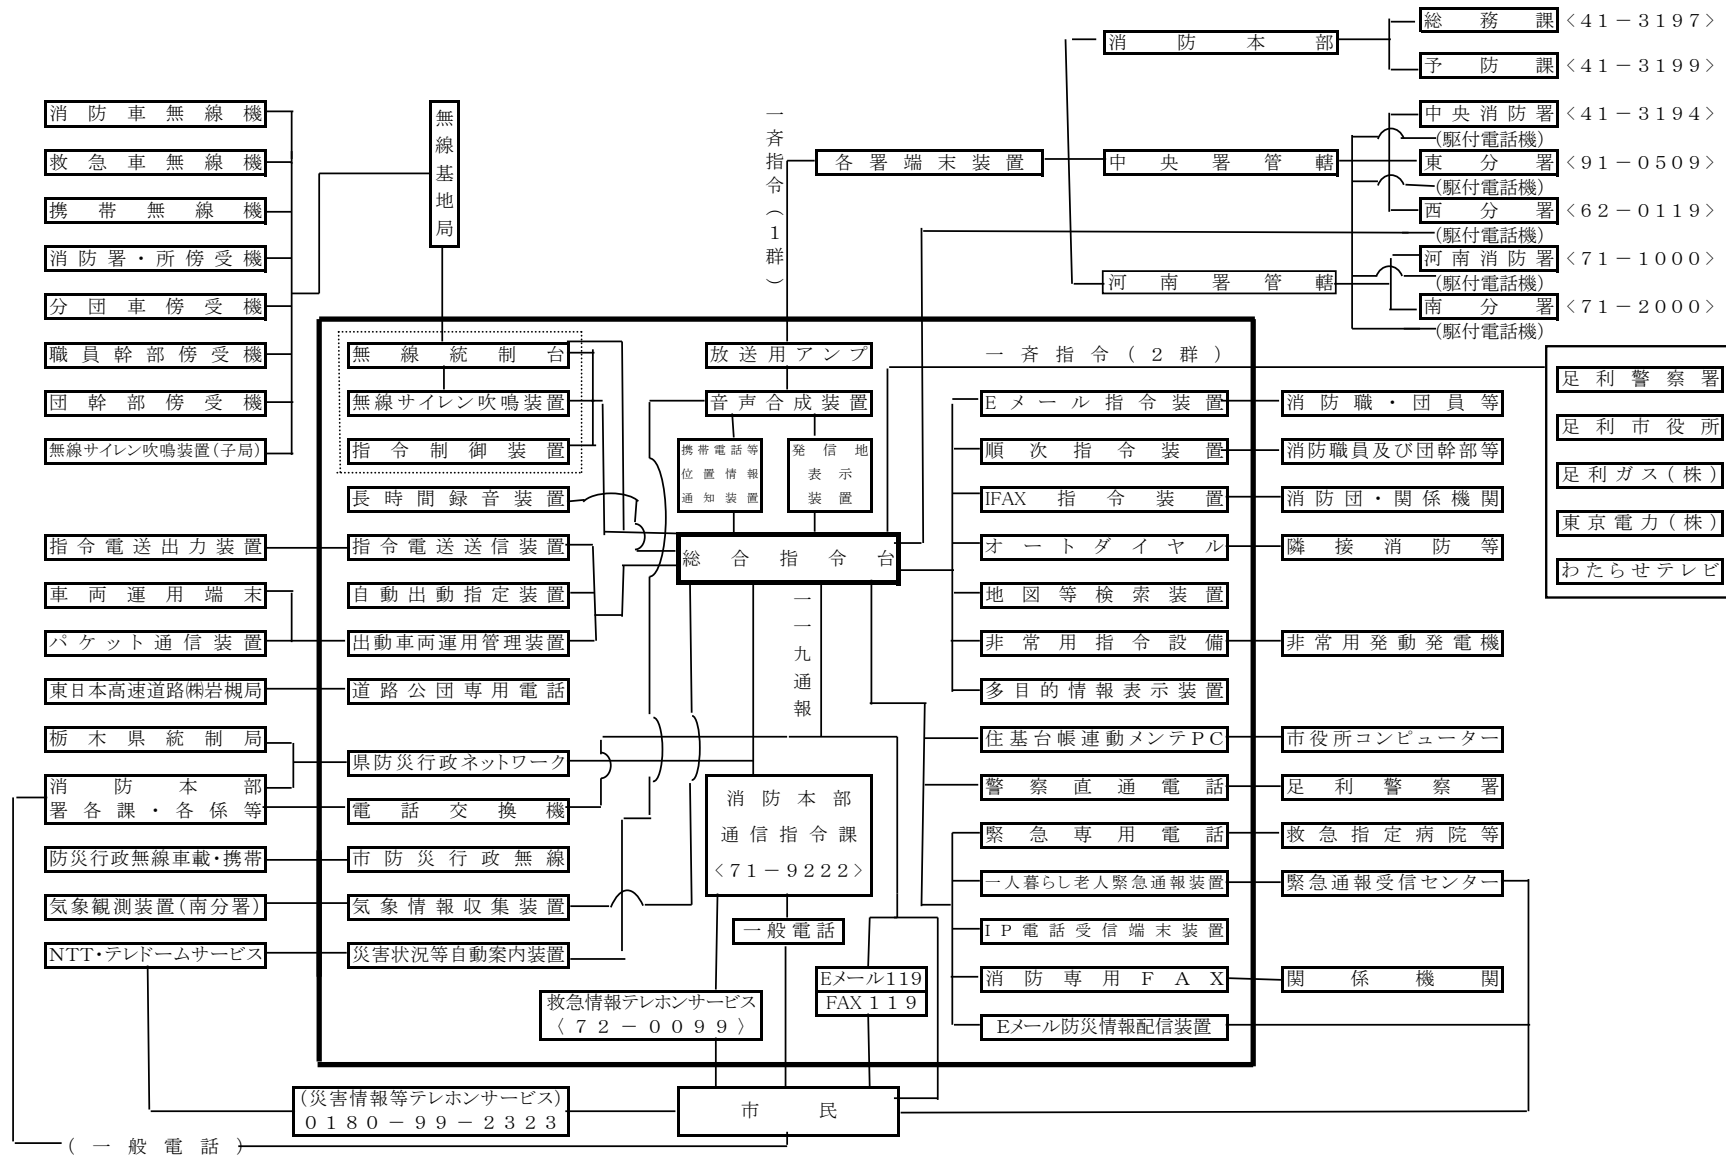 総務課 <41-3197>
消防本部
予防課 <41-3199>
消防車無線機
無線基地局
一斉指令(1群)
中央消防署 <41-3194>
(駆付電話機)
救急車無線機
各署端末装置
中央署管轄
東分署 <91-0509>
(駆付電話機)
携帯無線機
西分署 <62-0119>
(駆付電話機)
消防署・所傍受機
河南消防署 <71-1000>
(駆付電話機)
河南署管轄
分団車傍受機
南分署 <71-2000>
(駆付電話機)
職員幹部傍受機
無線統制台
放送用アンプ
一斉指令(2群)
足利警察署
団幹部傍受機
無線サイレン吹鳴装置
音声合成装置
Eメール指令装置
消防職・団員等
足利市役所
無線サイレン吹鳴装置(子局)
指令制御装置
携帯電話等
位置情報
通知装置
発信地
表示
装置
順次指令装置
消防職員及び団幹部等
足利ガス(株)
長時間録音装置
IFAX指令装置
消防団・関係機関
東京電力(株)
指令電送出力装置
指令電送送信装置
総合指令台
オートダイヤル
隣接消防等
わたらせテレビ
車両運用端末
自動出動指定装置
一一九通報
地図等検索装置
パケット通信装置
出動車両運用管理装置
非常用指令設備
非常用発動発電機
東日本高速道路㈱岩槻局
道路公団専用電話
多目的情報表示装置
栃木県統制局
県防災行政ネットワーク
住基台帳連動メンテPC
市役所コンピューター
消防本部
署各課・各係等
電話交換機
消防本部
通信指令課
<71-9222>
警察直通電話
足利警察署
防災行政無線車載・携帯
市防災行政無線
緊急専用電話
救急指定病院等
気象観測装置(南分署)
気象情報収集装置
一般電話
一人暮らし老人緊急通報装置
緊急通報受信センター
IP電話受信端末装置
NTT・テレドームサービス
災害状況等自動案内装置
Eメール119
FAX119
消防専用FAX
関係機関
救急情報テレホンサービス
〈72-0099〉
Eメール防災情報配信装置
(災害情報等テレホンサービス)
0180-99-2323
市民
(一般電話)